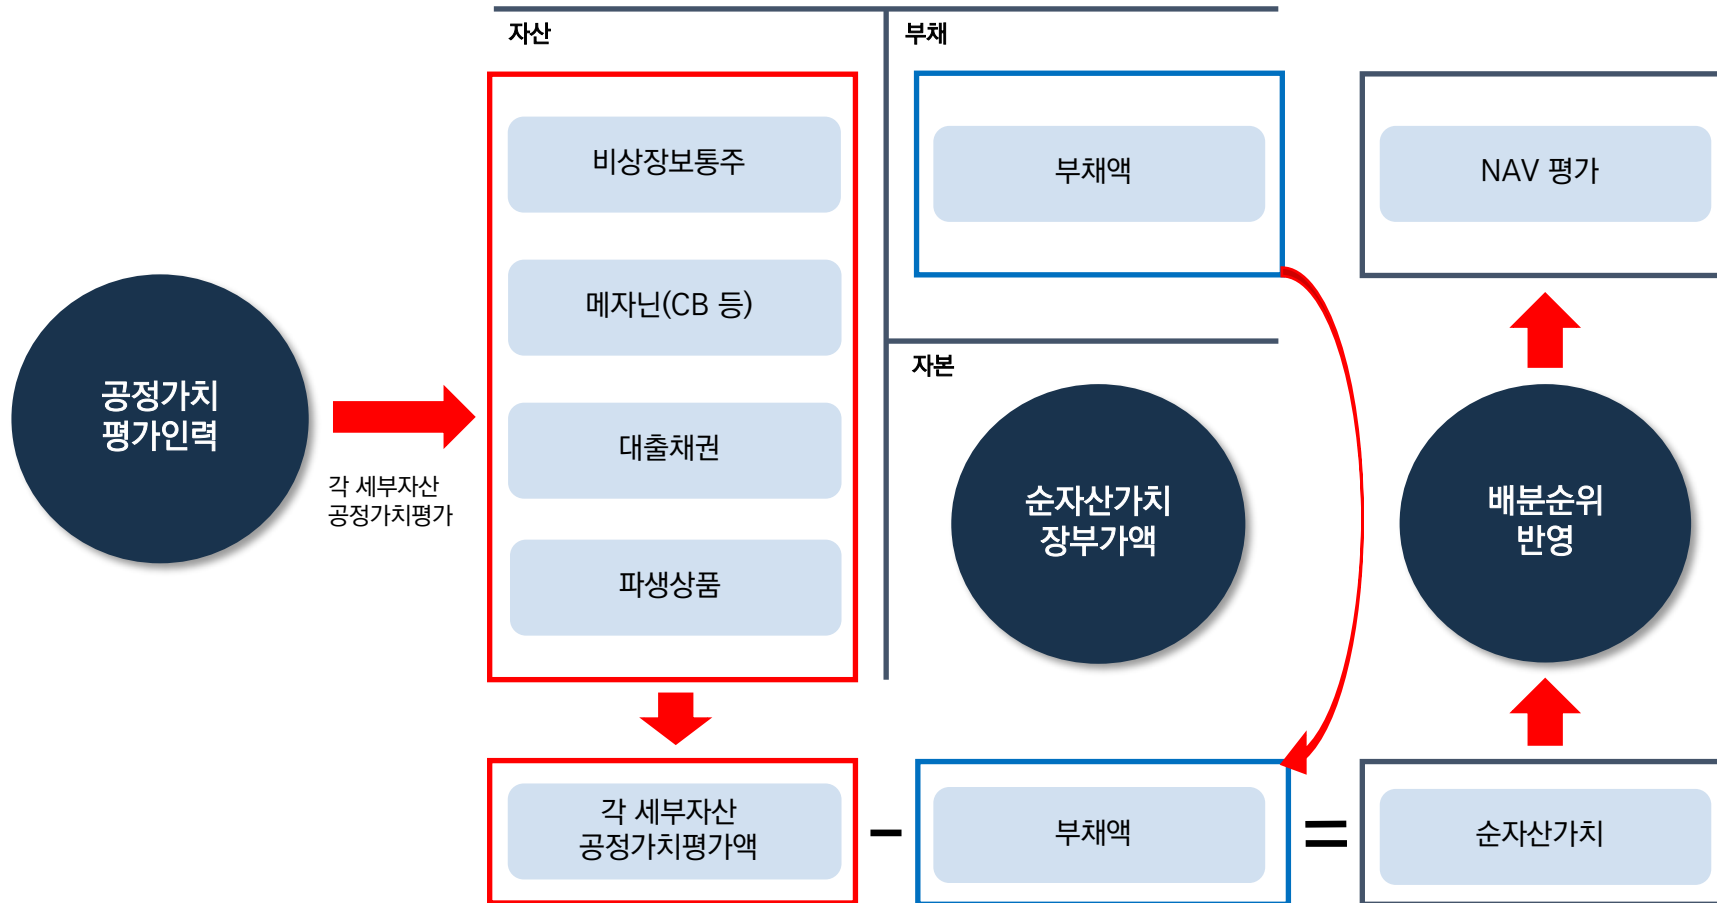 자산
부채
비상장보통주
부채액
NAV 평가
메자닌(CB 등)
자본
공정가치
평가인력
각 세부자산
공정가치평가
대출채권
파생상품
순자산가치
장부가액
배분순위
반영
각 세부자산
공정가치평가액
–
부채액
=
순자산가치